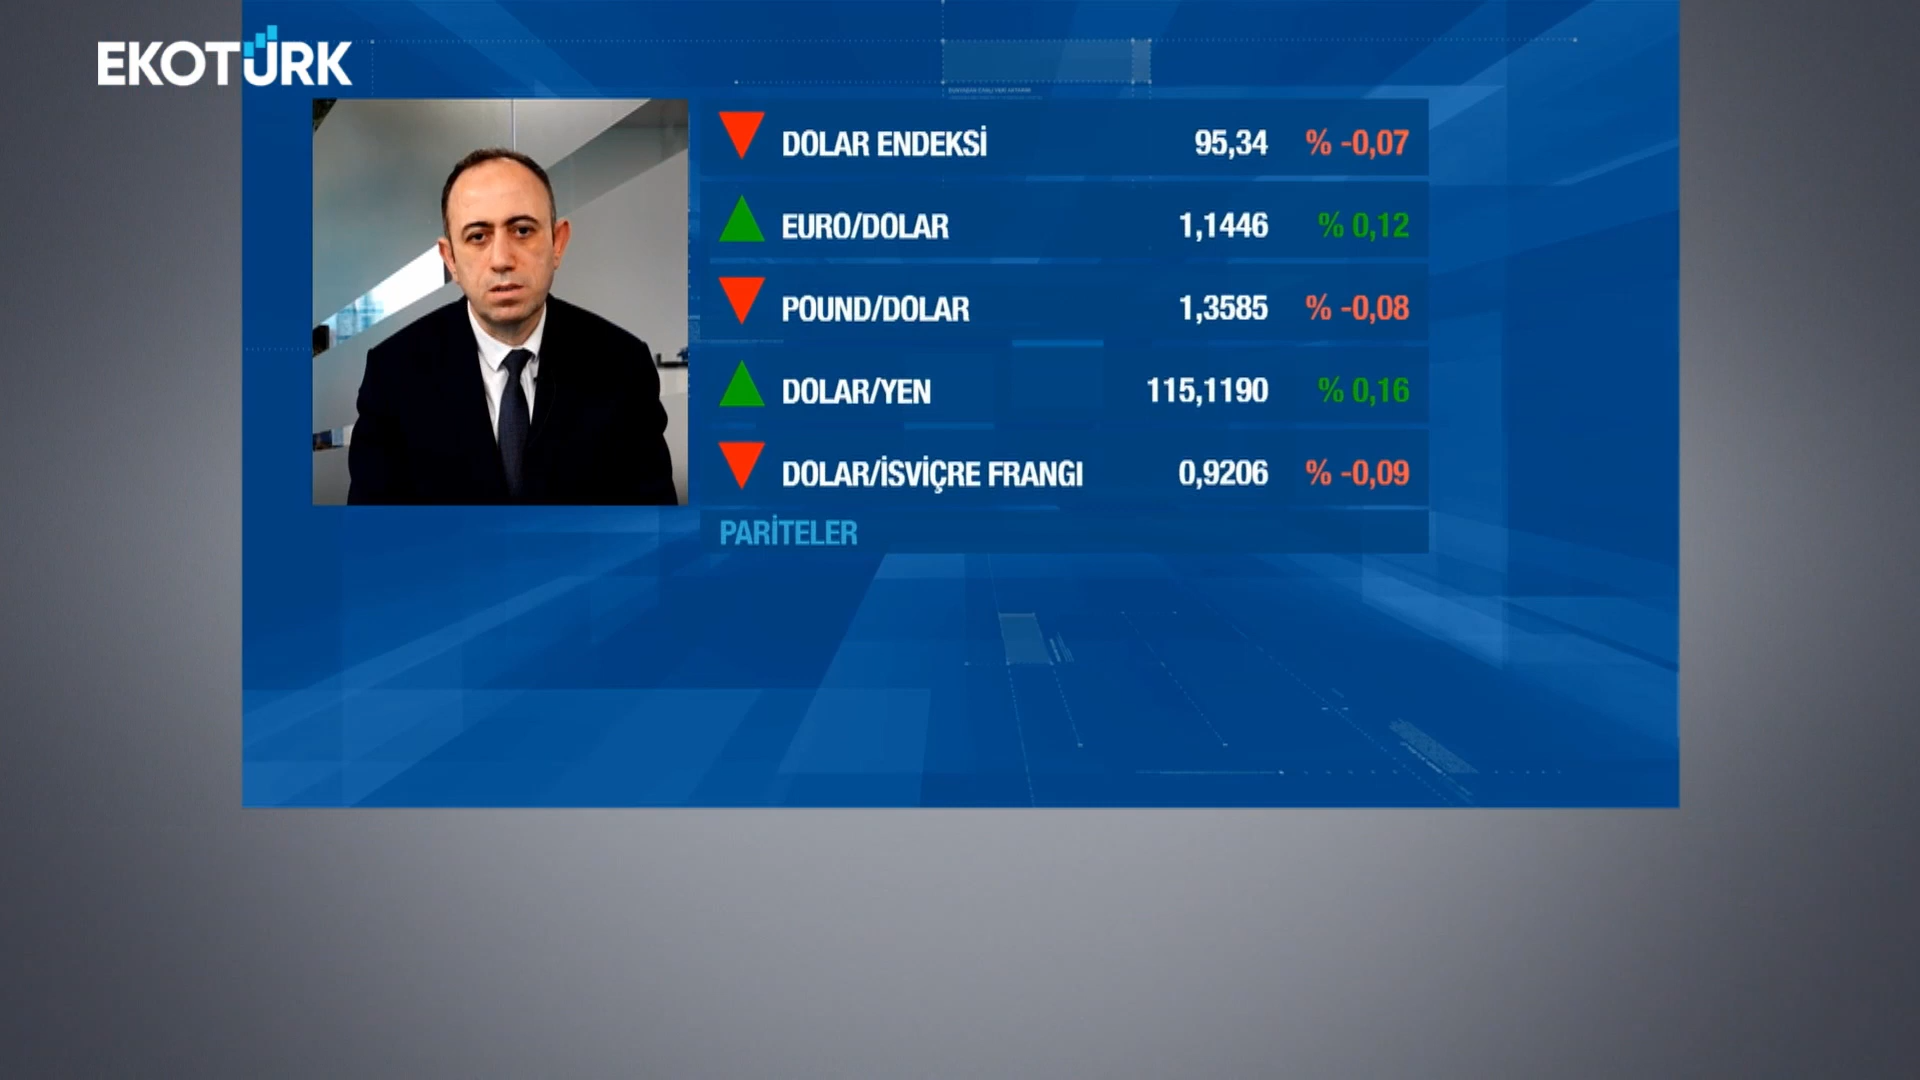 EKOTÜRK
DOLAR ENDEKSİ 95,34 % -0,07
EURO/DOLAR 1,1446 % 0,12
POUND/DOLAR 1,3585 % -0,08
DOLAR/YEN 115,1190 % 0,16
DOLAR/İSVİÇRE FRANGI 0,9206 % -0,09
PARİTELER